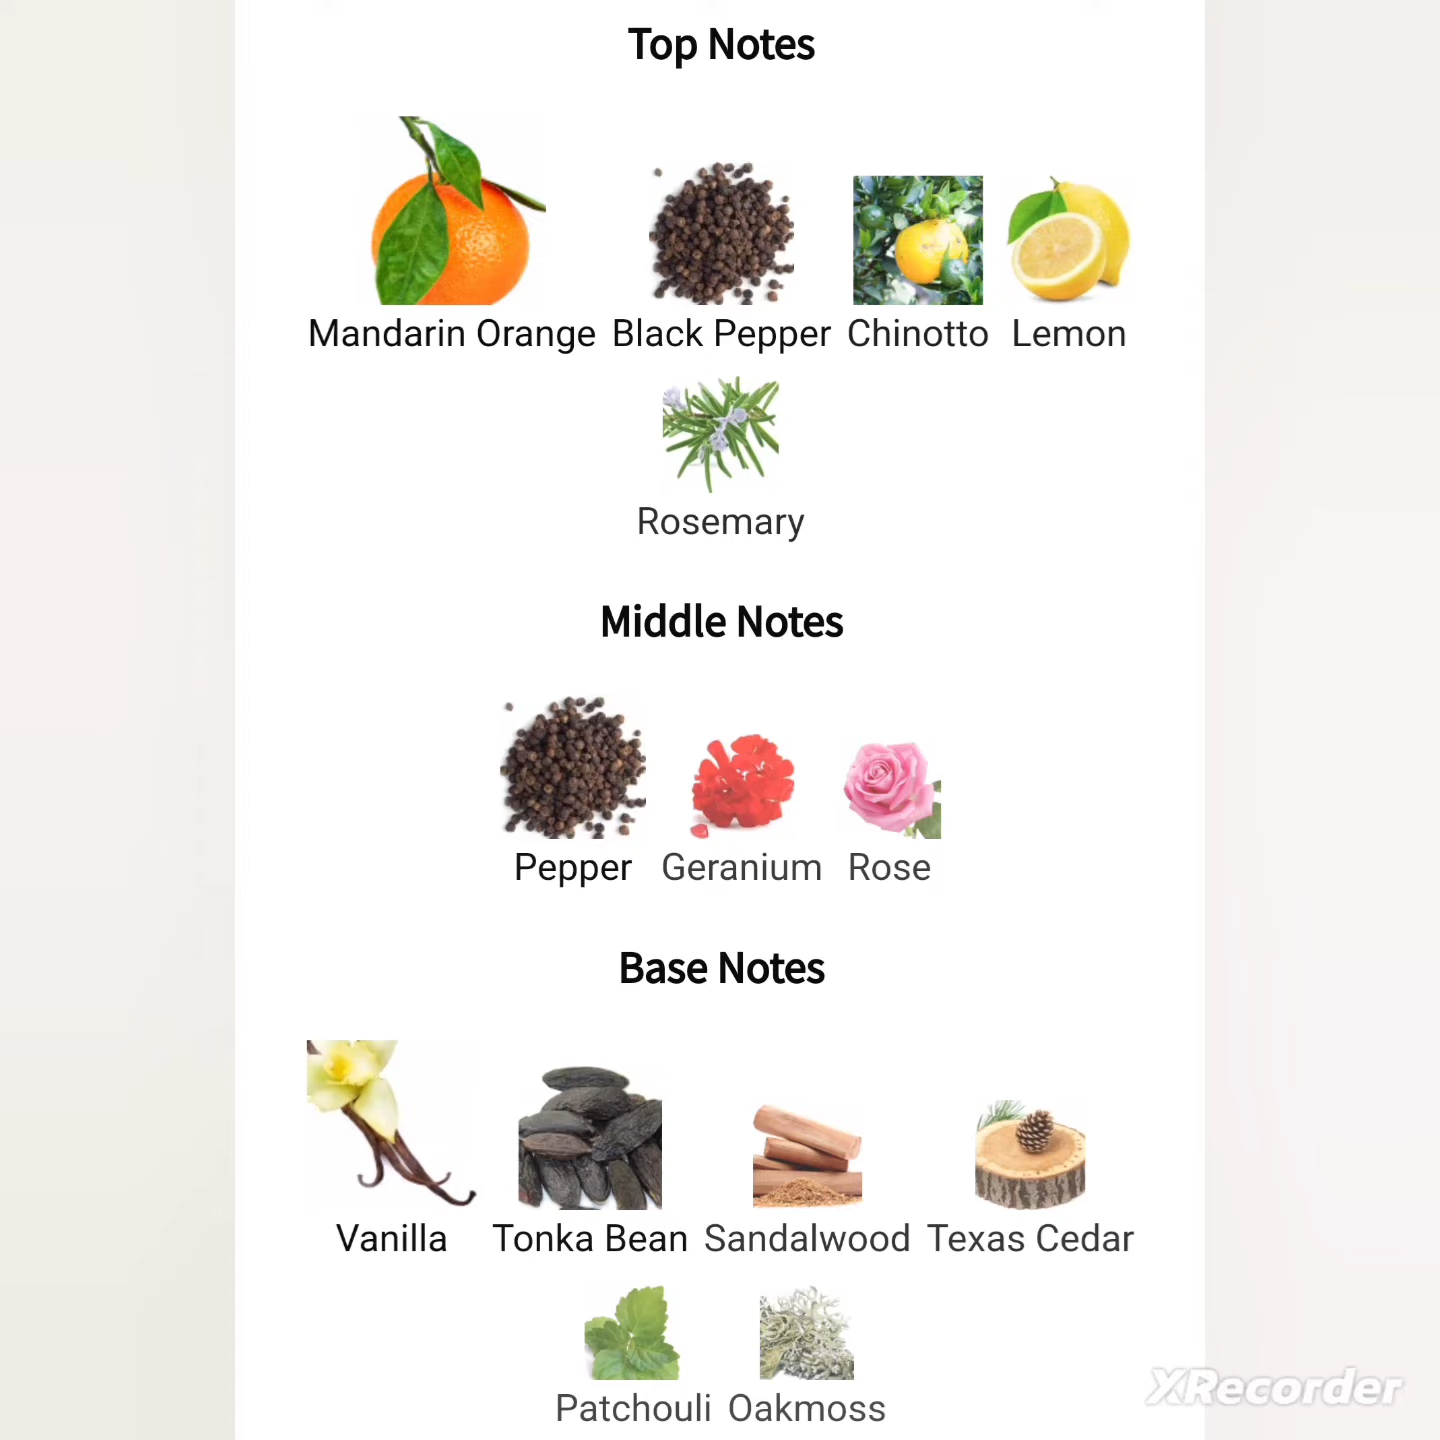 Top Notes
Mandarin Orange Black Pepper Chinotto Lemon
Rosemary
Middle Notes
Pepper Geranium Rose
Base Notes
Vanilla Tonka Bean Sandalwood Texas Cedar
Patchouli Oakmoss
XRecorder